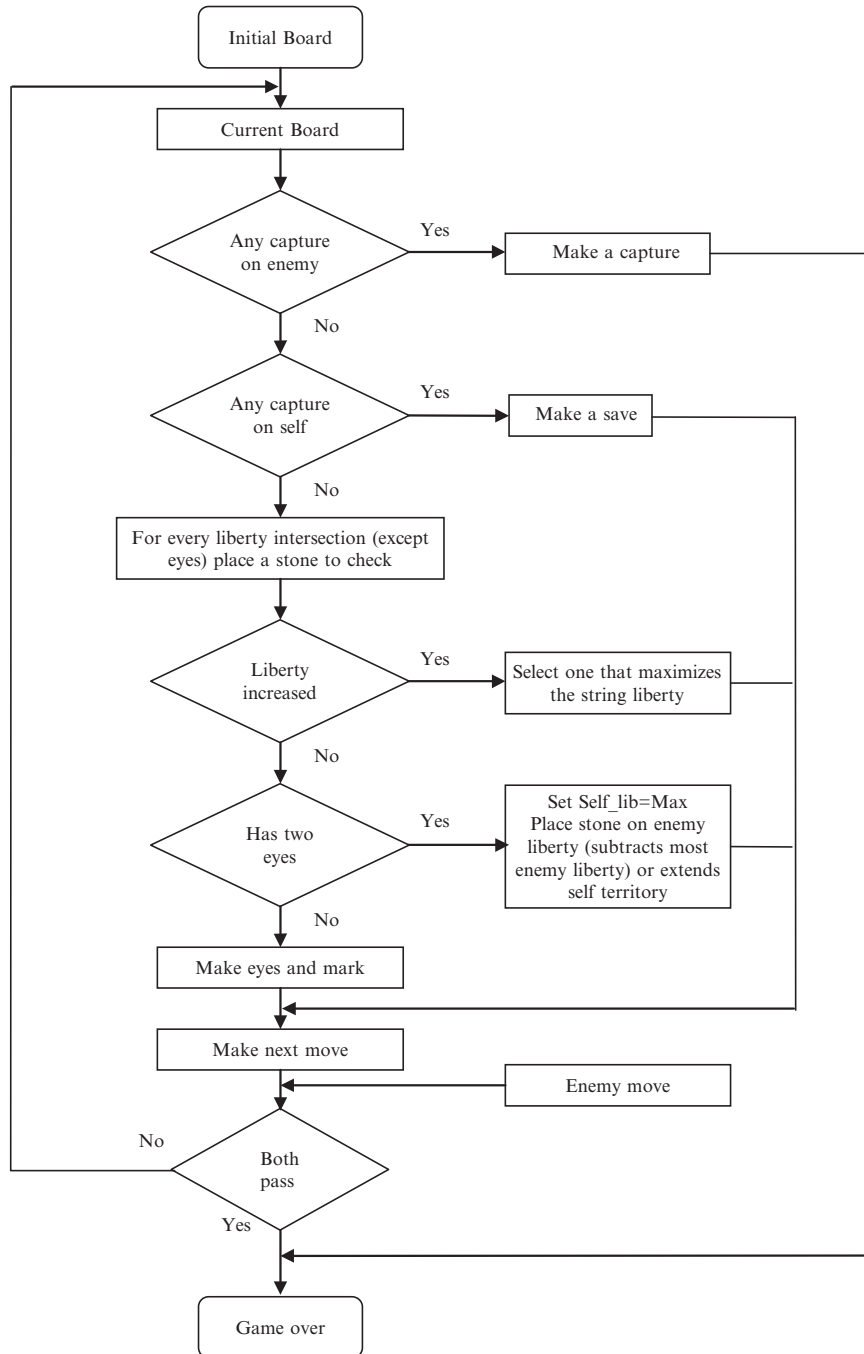 Initial Board
Current Board
Any capture
on enemy
Yes
Make a capture
No
Any capture
on self
Yes
Make a save
No
For every liberty intersection (except
eyes) place a stone to check
Liberty
increased
Yes
Select one that maximizes
the string liberty
No
Has two
eyes
Yes
Set Self_lib=Max
Place stone on enemy
liberty (subtracts most
enemy liberty) or extends
self territory
No
Make eyes and mark
Make next move
Enemy move
No
Both
pass
Yes
Game over